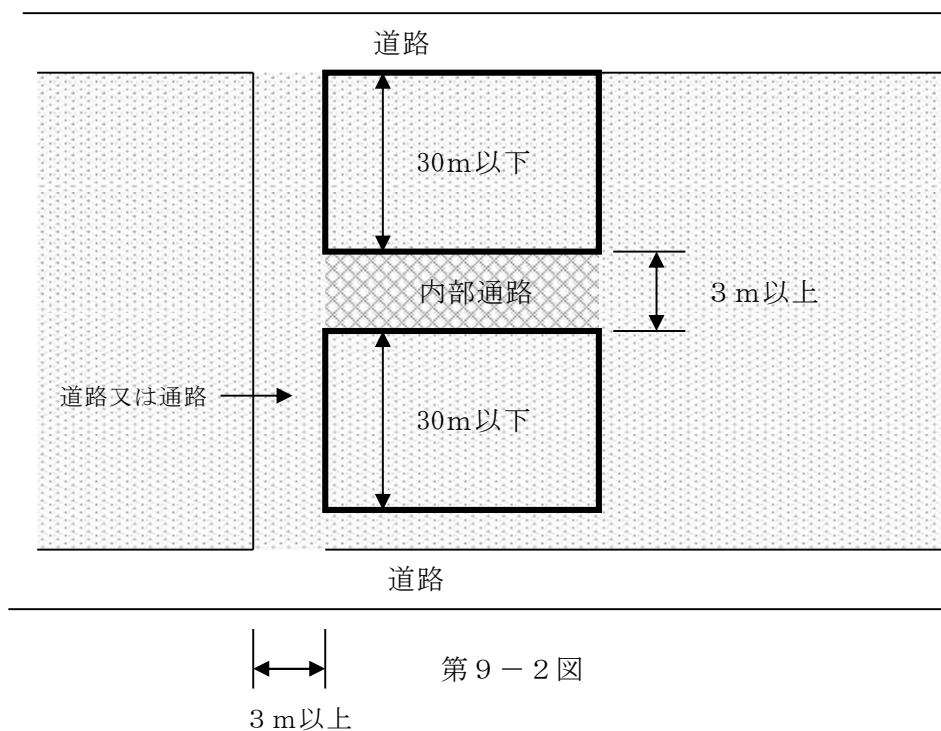 道路
30m以下
内部通路
３m以上
道路又は通路
30m以下
道路
第９－２図
３m以上